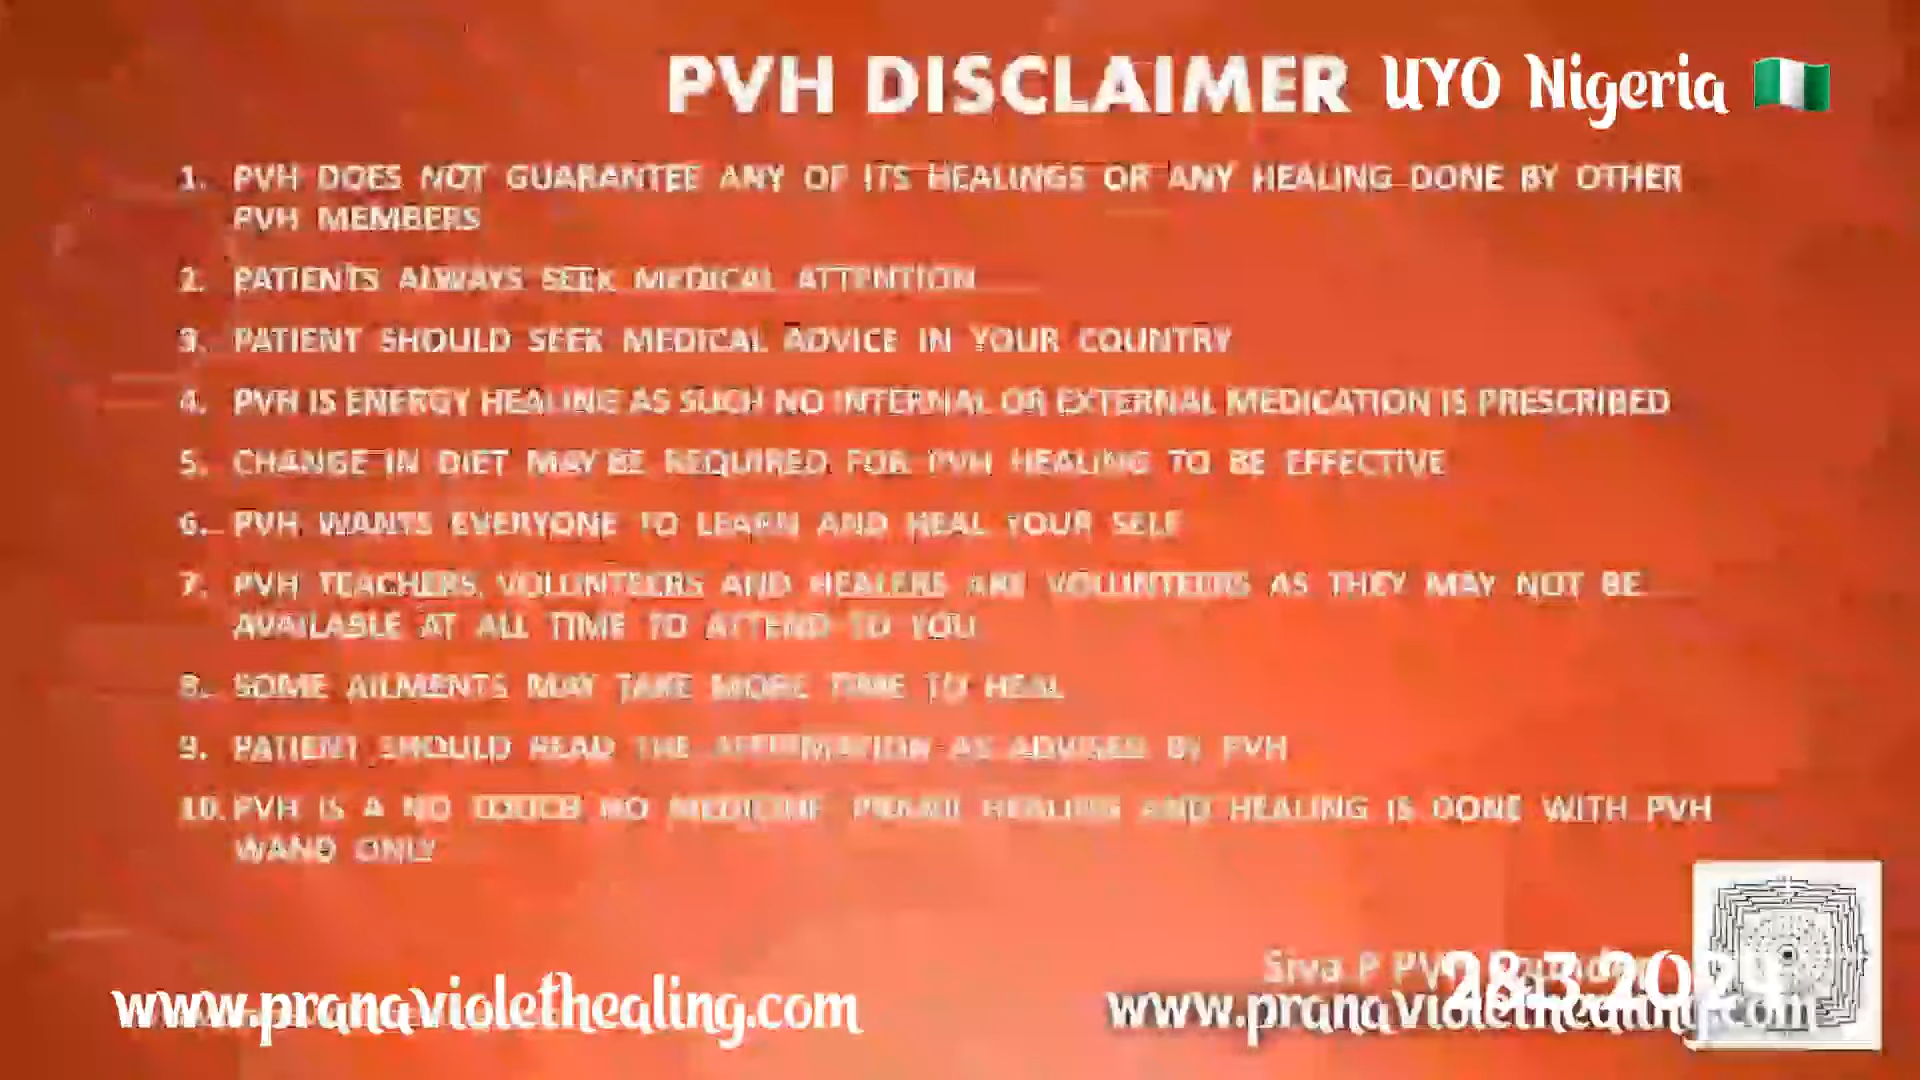 PVH DISCLAIMER UYO Nigeria
1. PVH DOES NOT GUARANTEE ANY OF ITS HEALINGS OR ANY HEALING DONE BY OTHER
PVH MEMBERS
2. PATIENTS ALWAYS SEEK MEDICAL ATTENTION
3. PATIENT SHOULD SEEK MEDICAL ADVICE IN YOUR COUNTRY
4. PVH IS ENERGY HEALING AS SUCH NO INTERNAL OR EXTERNAL MEDICATION IS PRESCRIBED
5. CHANGE IN DIET MAY BE REQUIRED FOR PVH HEALING TO BE EFFECTIVE
6. PVH WANTS EVERYONE TO LEARN AND HEAL YOUR SELF
7. PVH TEACHERS, VOLUNTEERS AND HEALERS ARE VOLUNTEERS AS THEY MAY NOT BE
AVAILABLE AT ALL TIME TO ATTEND TO YOU
8. SOME AILMENTS MAY TAKE MORE TIME TO HEAL
9. PATIENT SHOULD READ THE AFFIRMATION AS ADVISED BY PVH
10. PVH IS A NO TOUCH NO MEDICINE PRANIC HEALING AND HEALING IS DONE WITH PVH
WAND ONLY
Siva P
28.3.2024
www.pranaviolethealing.com
www.pranaviolethealing.com